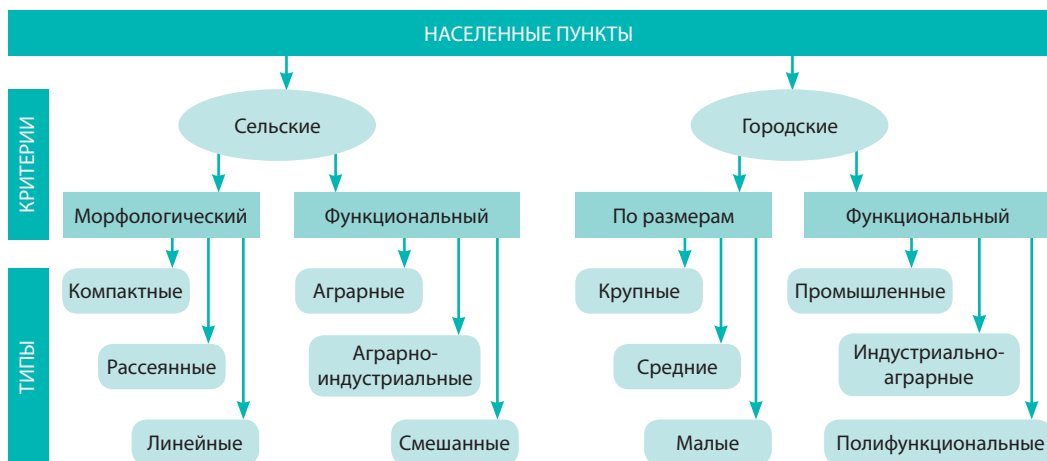 НАСЕЛЕННЫЕ ПУНКТЫ
КРИТЕРИИ
Сельские
Городские
Морфологический
Функциональный
По размерам
Функциональный
ТИПЫ
Компактные
Аграрные
Крупные
Промышленные
Рассеянные
Аграрно-
индустриальные
Средние
Индустриально-
аграрные
Линейные
Смешанные
Малые
Полифункциональные